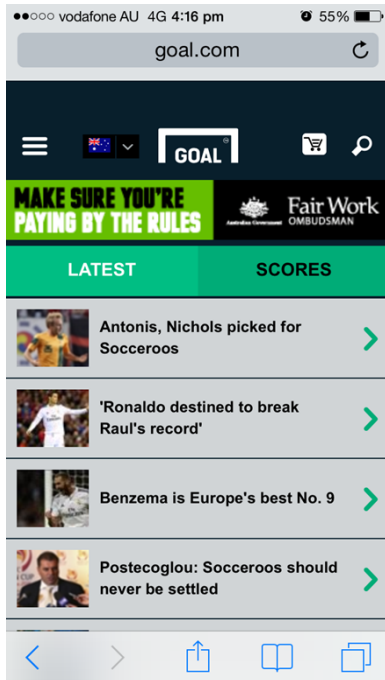 vodafone AU 4G 4:16 pm 55%
goal.com
GOAL
MAKE SURE YOU'RE
PAYING BY THE RULES
Australian Government
Fair Work
OMBUDSMAN
LATEST SCORES
Antonis, Nichols picked for
Socceroos
'Ronaldo destined to break
Raul's record'
Benzema is Europe's best No. 9
Postecoglou: Socceroos should
never be settled